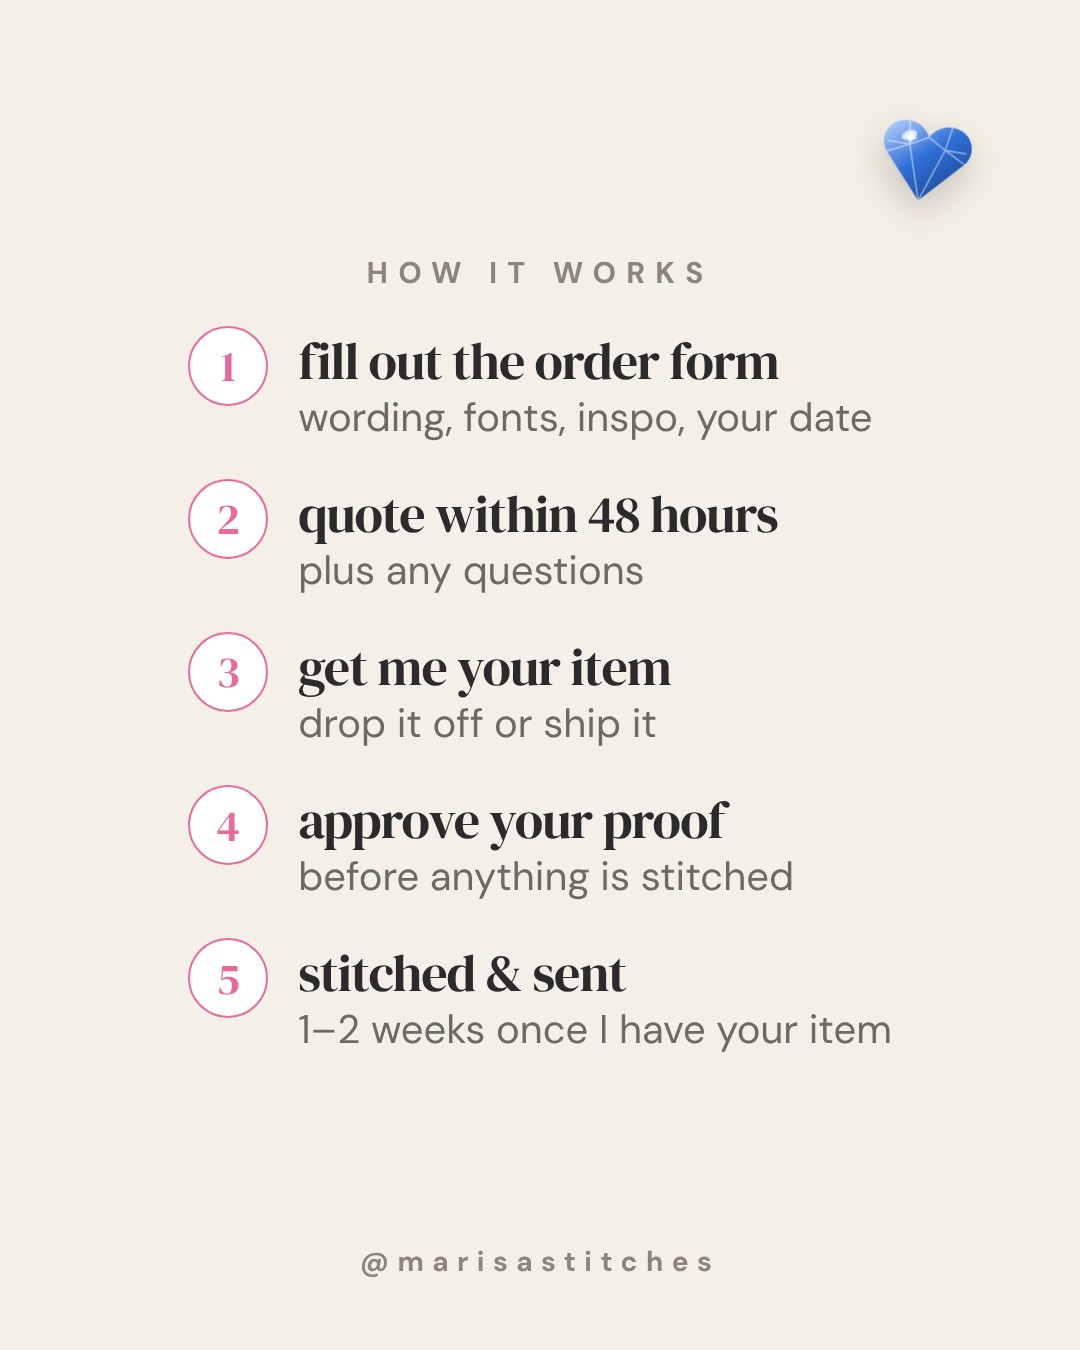 HOW IT WORKS
1
fill out the order form
wording, fonts, inspo, your date
2
quote within 48 hours
plus any questions
3
get me your item
drop it off or ship it
4
approve your proof
before anything is stitched
5
stitched & sent
1–2 weeks once I have your item
@marisastitches